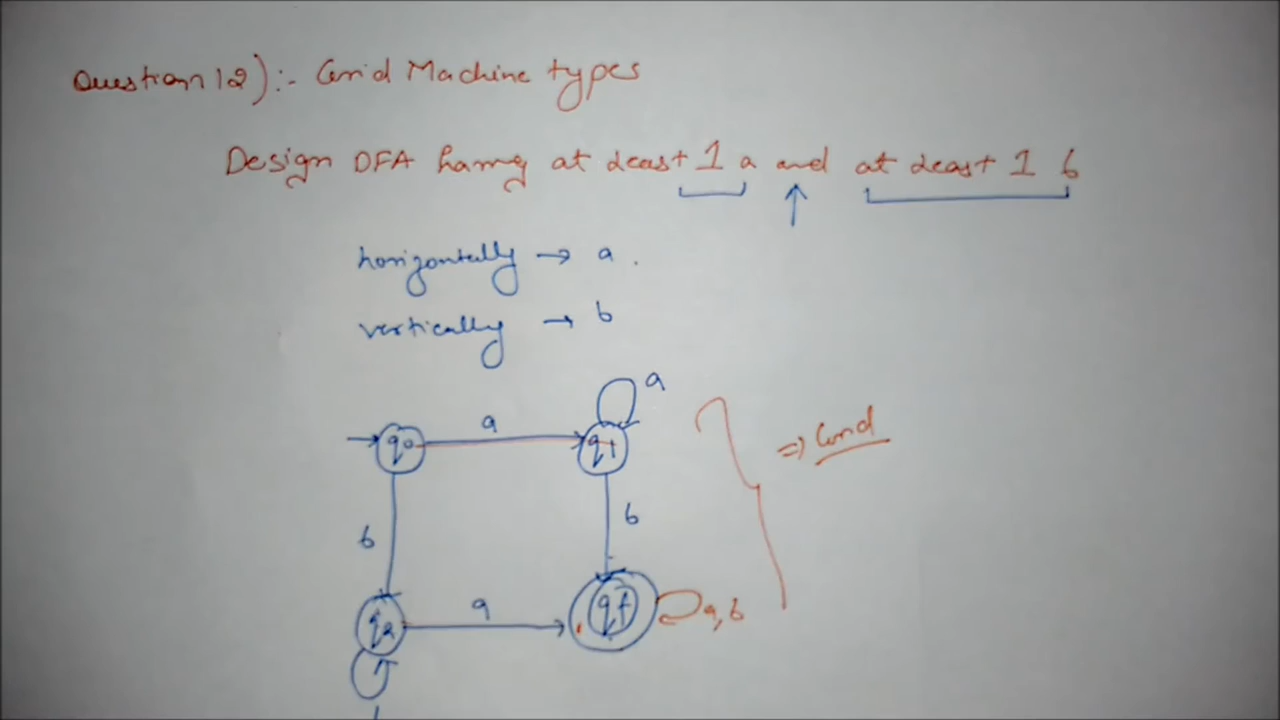 Question 12):- Grid Machine types
Design DFA having at least 1 a and at least 1 b
horizontally → a .
vertically → b
a
a
q0
q1
⇒ Grid
b
b
a
q2
qf
a, b